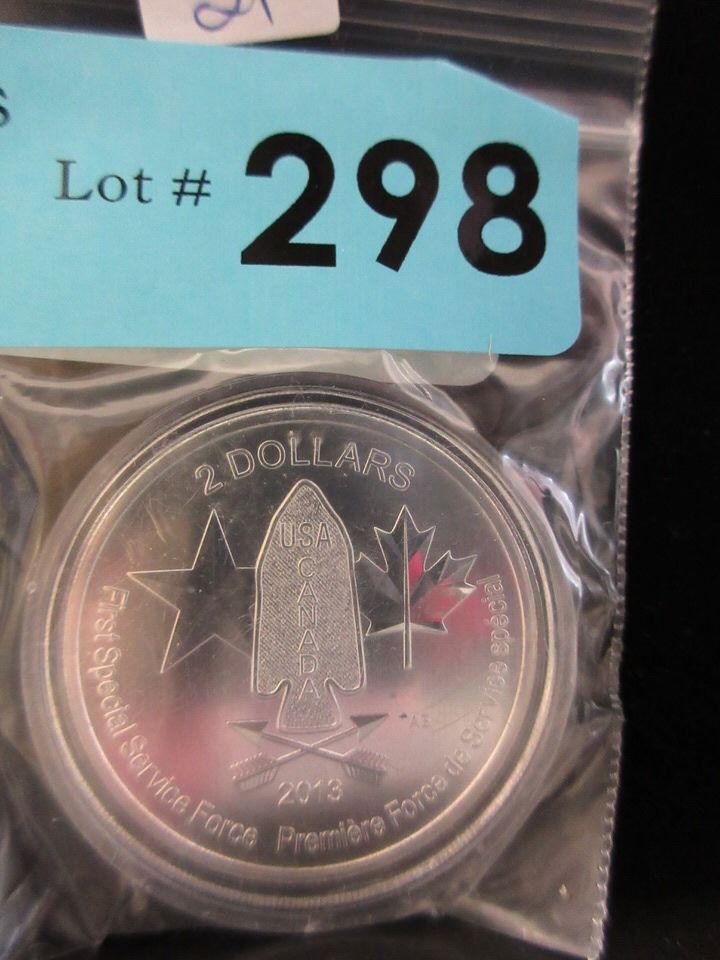 Lot # 298
2 DOLLARS
USA
CANADA
2013
First Special Service Force Première Force de Service spécial